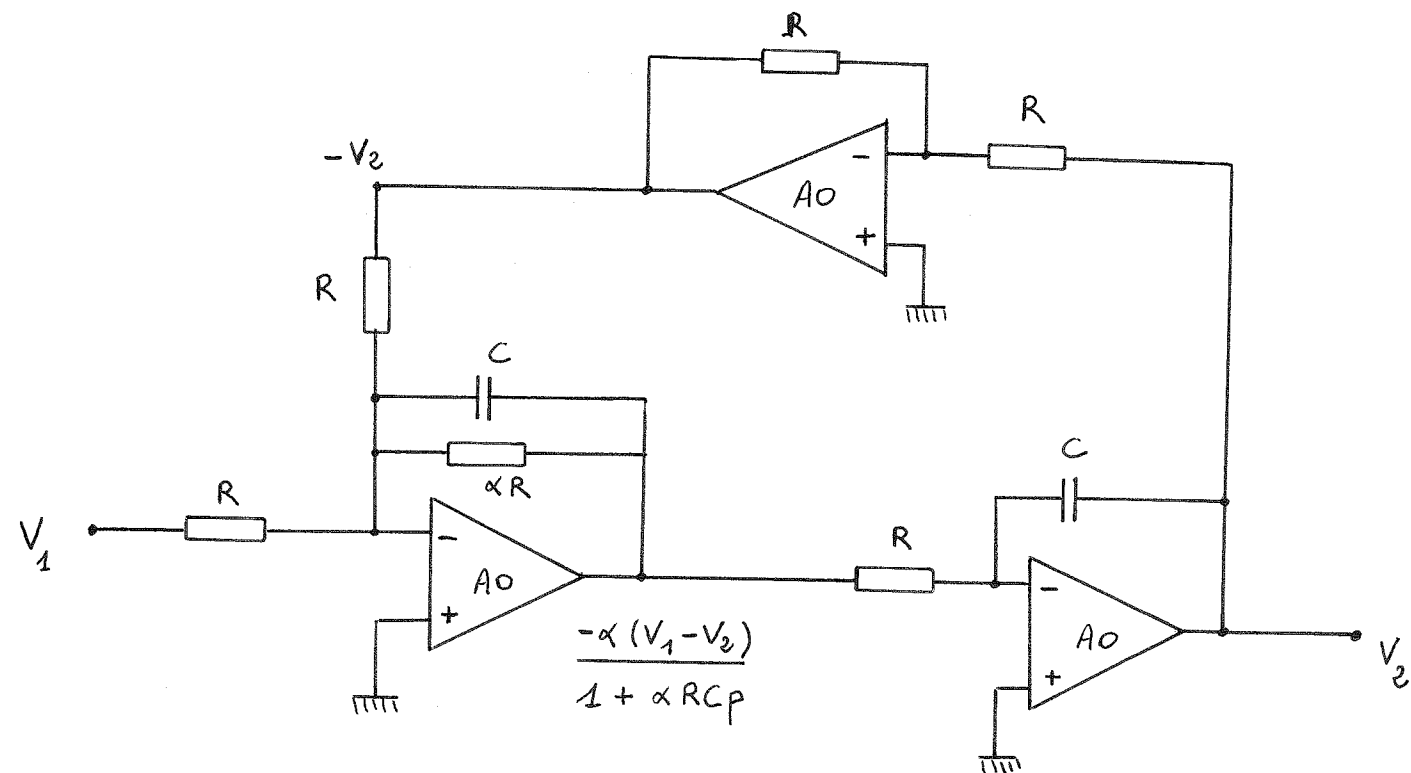 R
R
-V₂
-
AO
+
R
C
αR
R
V₁
-
AO
+
-α (V₁ - V₂)
1 + αRCp
C
R
-
AO
+
V₂